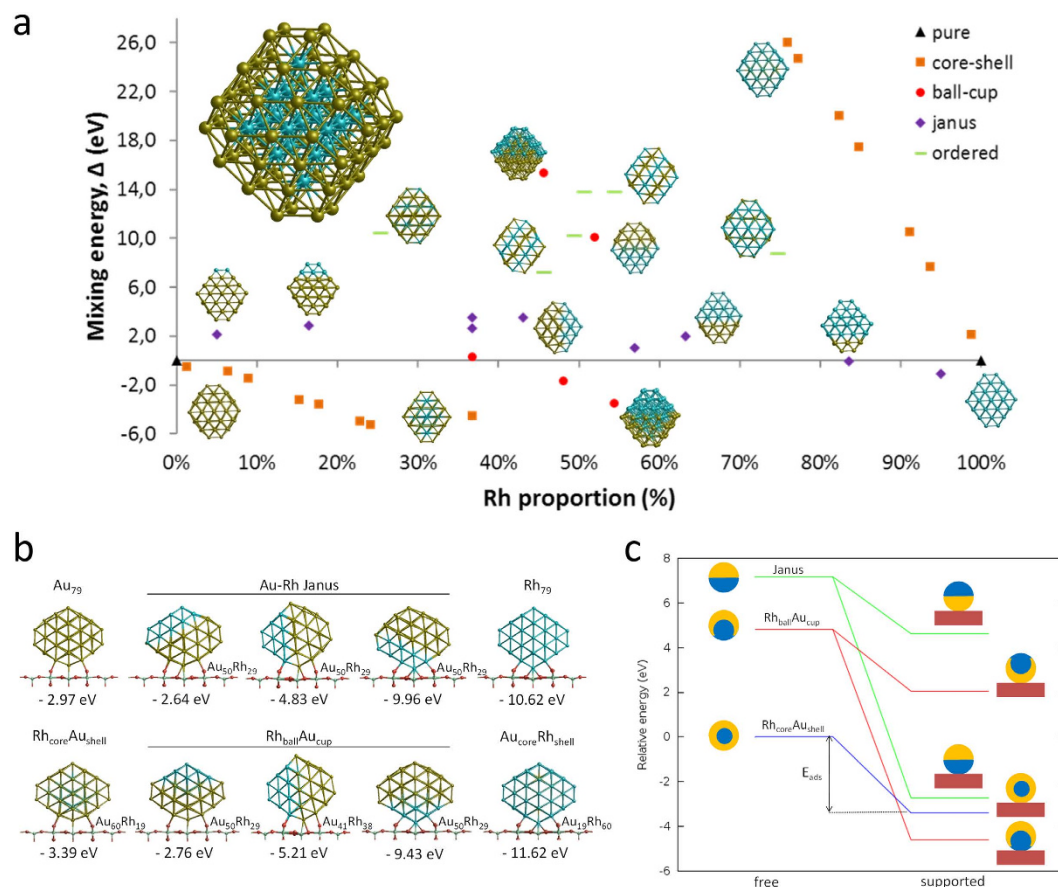 a
Mixing energy, Δ (eV)
26,0
22,0
18,0
14,0
10,0
6,0
2,0
-2,0
-6,0
pure
core-shell
ball-cup
janus
ordered
0% 10% 20% 30% 40% 50% 60% 70% 80% 90% 100%
Rh proportion (%)
b
Au79 Au-Rh Janus Rh79
Au50Rh29 Au50Rh29 Au50Rh29
- 2.97 eV - 2.64 eV - 4.83 eV - 9.96 eV - 10.62 eV
RhcoreAushell RhballAucup AucoreRhshell
Au60Rh19 Au50Rh29 Au41Rh38 Au50Rh29 Au19Rh60
- 3.39 eV - 2.76 eV - 5.21 eV - 9.43 eV - 11.62 eV
c
Relative energy (eV)
8
6
4
2
0
-2
-4
-6
Janus
RhballAucup
RhcoreAushell
Eads
free supported